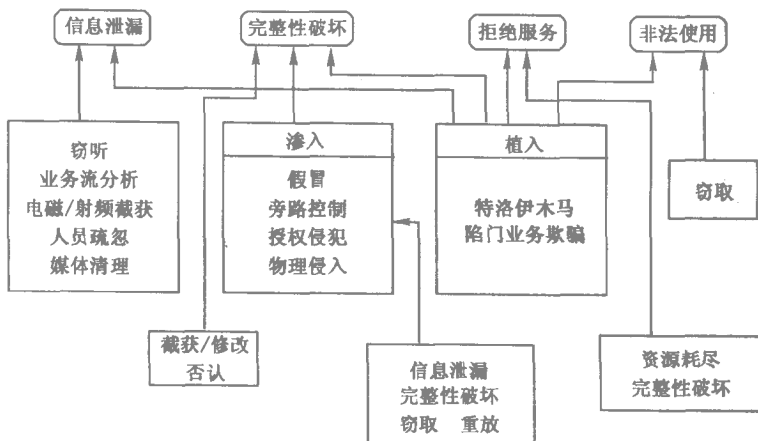 信息泄漏
完整性破坏
拒绝服务
非法使用
窃听
业务流分析
电磁/射频截获
人员疏忽
媒体清理
渗入
假冒
旁路控制
授权侵犯
物理侵入
植入
特洛伊木马
陷门业务欺骗
窃取
截获/修改
否认
信息泄漏
完整性破坏
窃取 重放
资源耗尽
完整性破坏